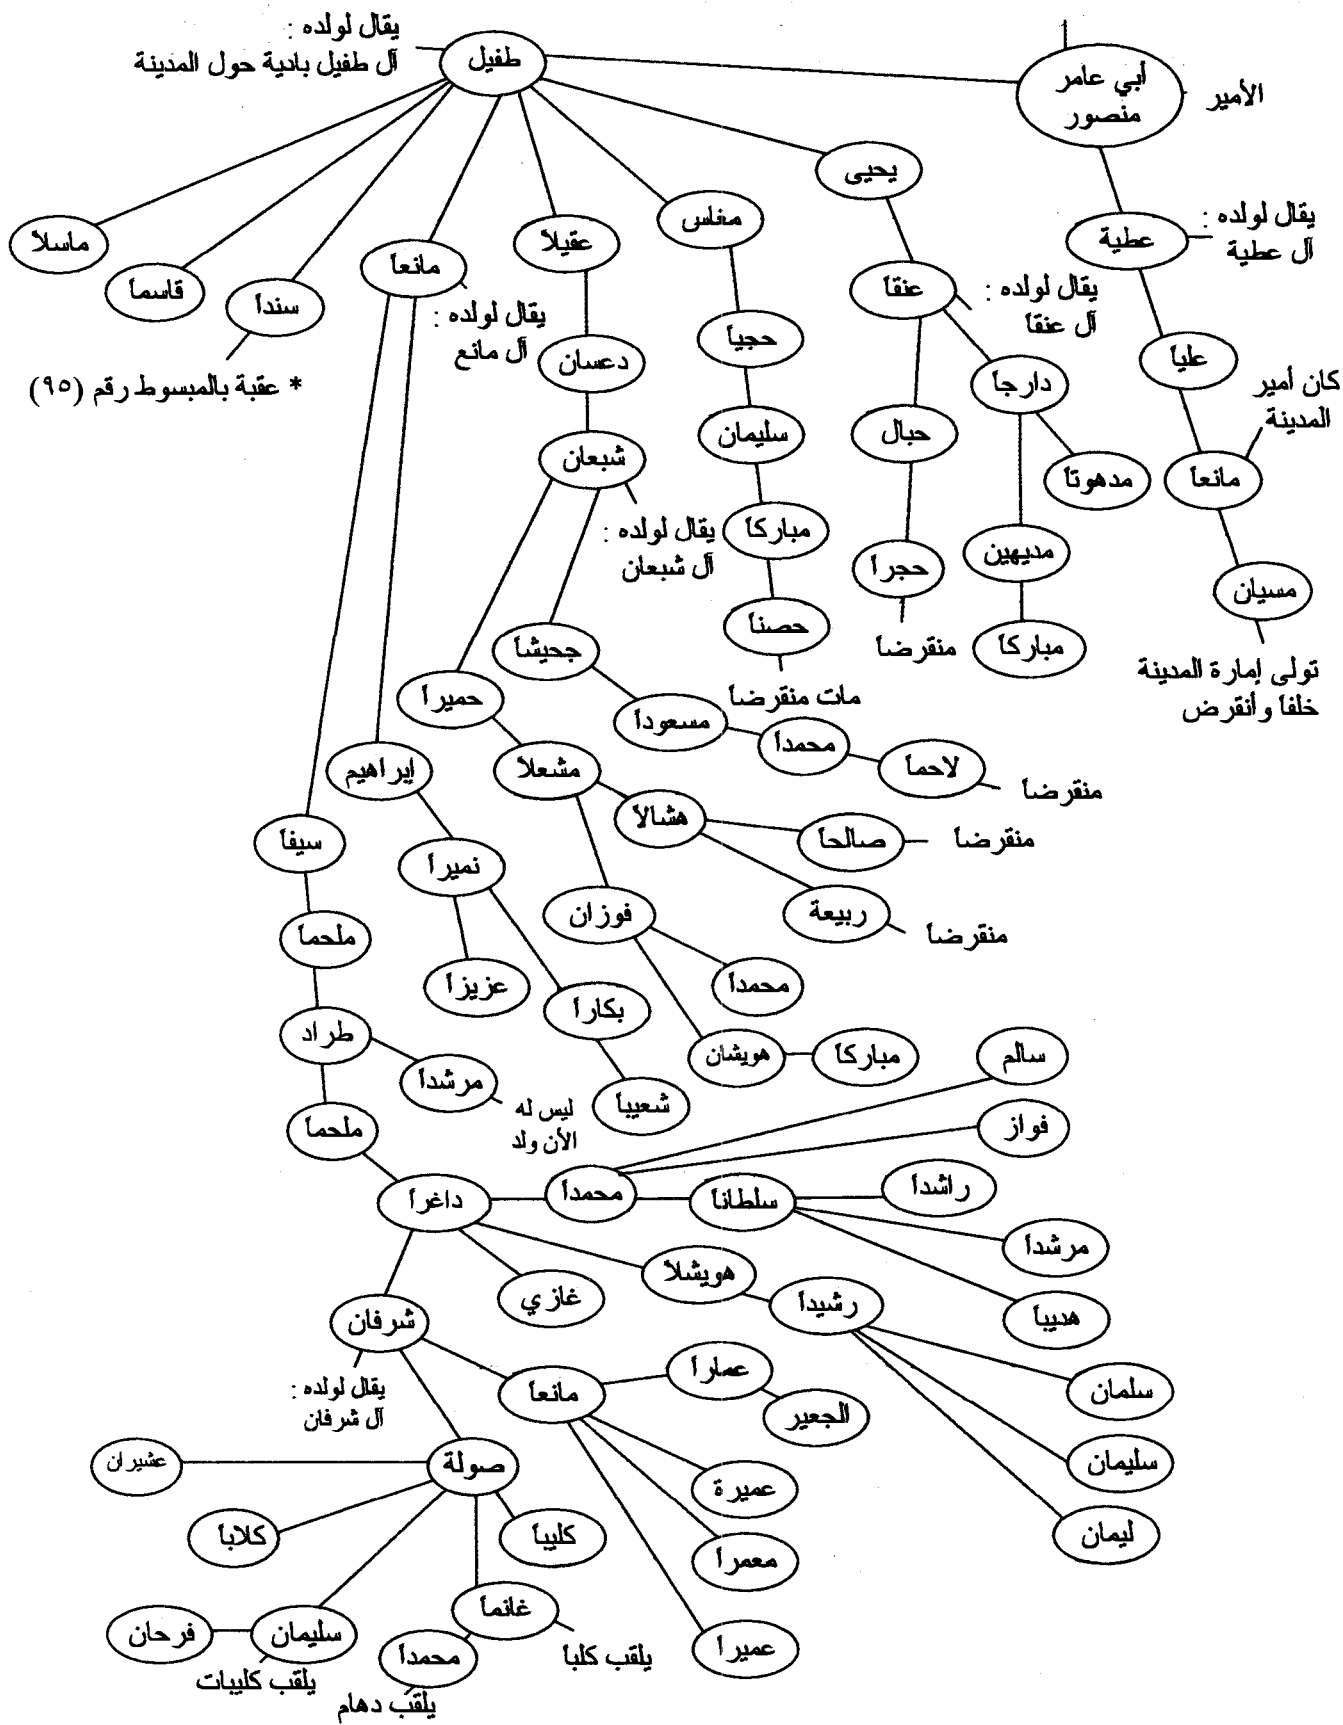 يقال لولده :
آل طفيل بادية حول المدينة
طفيل
أبي عامر
منصور
الأمير
يحيى
مغامس
عقيلاً
مانعاً
سنداً
قاسماً
ماسلاً
عطية
يقال لولده :
آل عطية
عنقا
يقال لولده :
آل عنقا
يقال لولده :
آل مانع
* عقبة بالمبسوط رقم (٩٥)
حجياً
دعسان
علياً
دارجاً
كان أمير
المدينة
حبال
سليمان
شبعان
مدهوتاً
مانعاً
يقال لولده :
آل شبعان
مباركاً
حجراً
مديهين
مسيان
حصناً
منقرضاً
مباركاً
جحيشاً
تولى إمارة المدينة
خلفاً وأنقرض
مات منقرضاً
حميراً
مسعوداً
محمداً
لاحماً
منقرضاً
إبراهيم
مشعلاً
هشالاً
صالحاً
منقرضاً
سيفاً
نميراً
فوزان
ربيعة
منقرضاً
ملحماً
عزيزاً
بكاراً
محمداً
طراد
هويشان
مباركاً
سالم
مرشداً
ليس له
الأن ولد
شعيباً
فواز
ملحماً
داغراً
محمداً
سلطاناً
راشداً
مرشداً
هديباً
هويشلاً
غازي
رشيداً
شرفان
يقال لولده :
آل شرفان
مانعاً
عماراً
الجعير
سلمان
سليمان
ليمان
عشيران
صولة
عميرة
كلاباً
كليباً
معمراً
غانماً
يلقب كلباً
عميراً
فرحان
سليمان
يلقب كليبات
محمداً
يلقب دهام